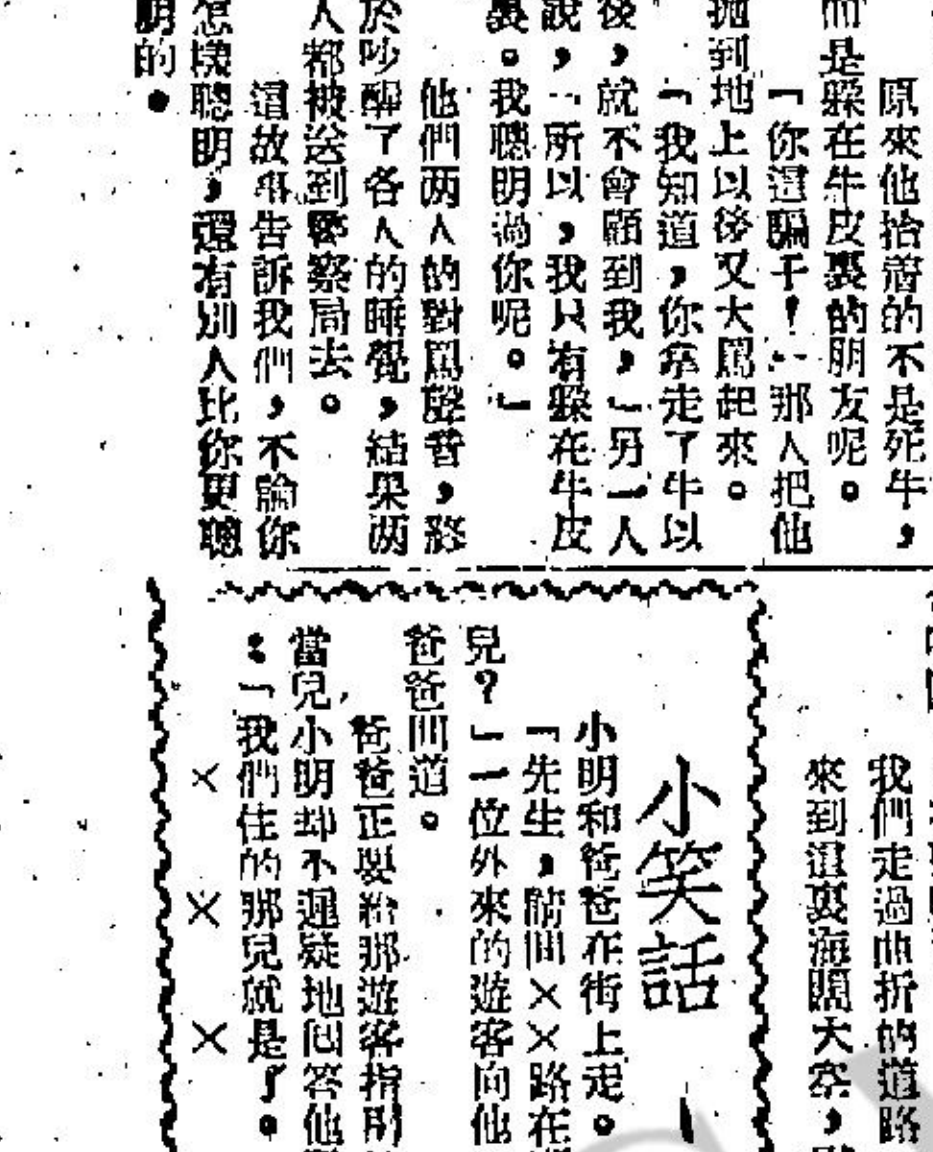 原來他拾着的不是死牛，
而是躱在牛皮裏的朋友呢。
「你還騙干！」那人把他
拋到地上以後又大罵起來。
「我知道，你拿走了牛以
後，就不會顧到我，」另一人
說，「所以，我只有躱在牛皮
裏。我聰明過你呢。」
他們两人的對罵聲音，終
於吵醒了各人的睡覺，結果两
人都被送到警察局去。
這故事告訴我們，不論你
怎樣聰明，還有別人比你更聰
明的。
我們走過曲折的道路
來到這裏海闊天空，
小笑話
小明和爸爸在街上走。
「先生，請問××路在
兒？」一位外來的遊客向他
爸爸問道。
爸爸正要給那遊客指明
當兒，小明却不遲疑地回答他
：「我們住的那兒就是了。
× × ×